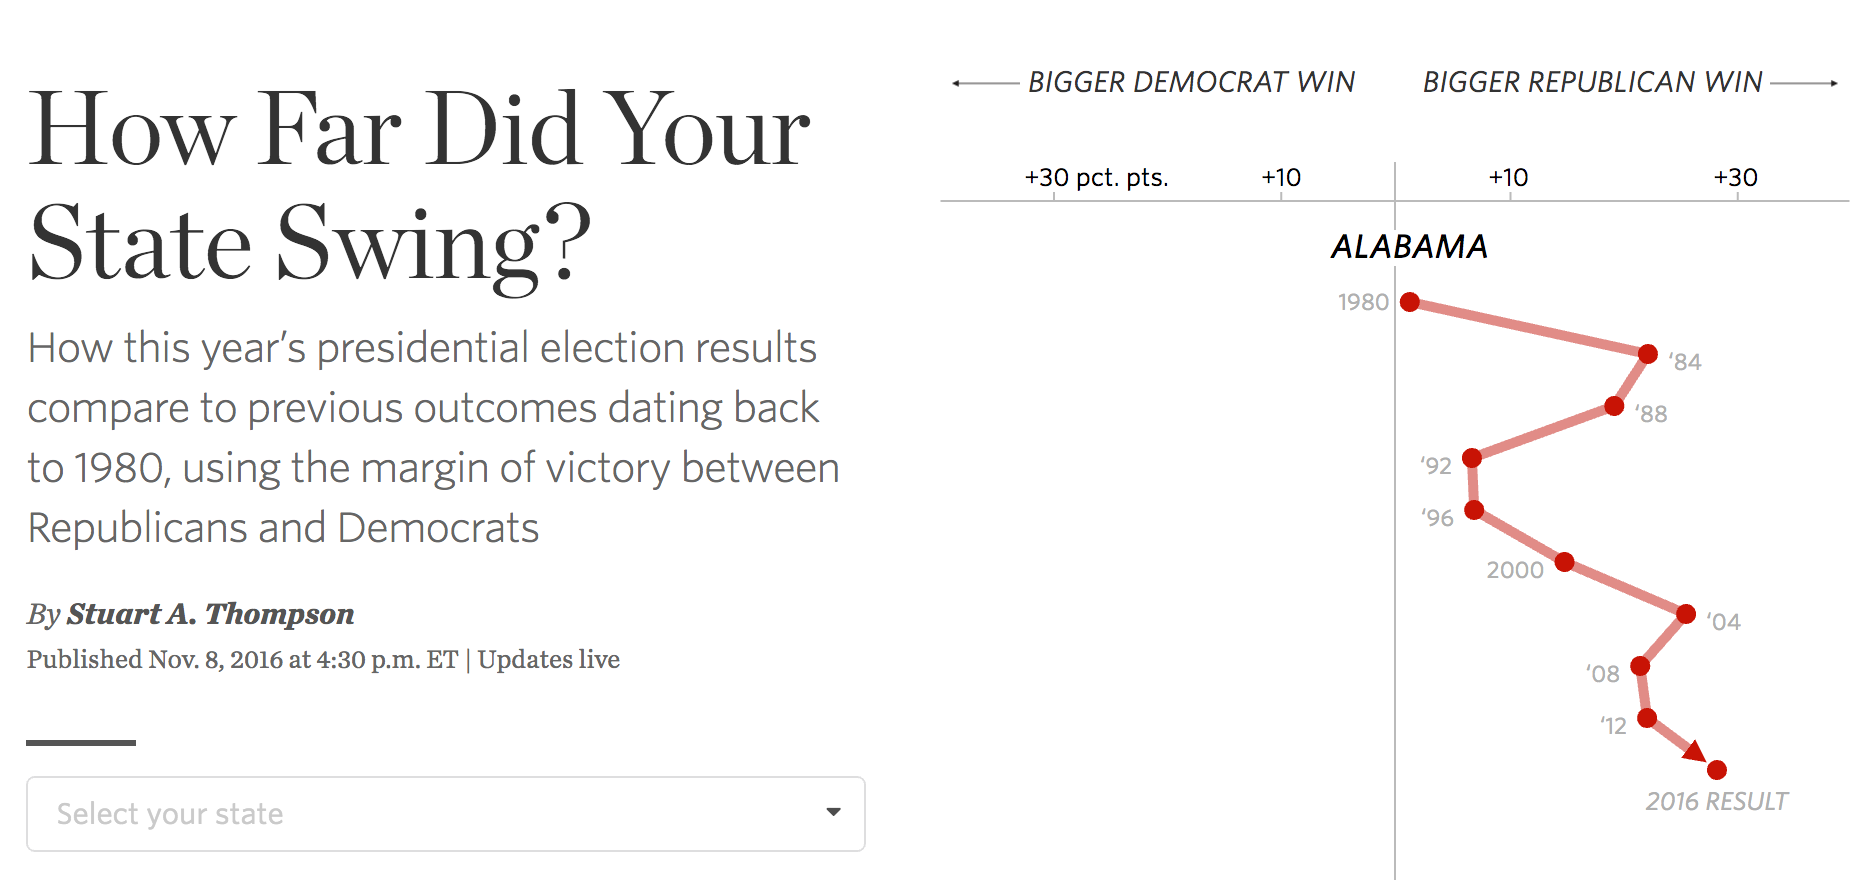 How Far Did Your
State Swing?
How this year’s presidential election results
compare to previous outcomes dating back
to 1980, using the margin of victory between
Republicans and Democrats
By Stuart A. Thompson
Published Nov. 8, 2016 at 4:30 p.m. ET | Updates live
Select your state
BIGGER DEMOCRAT WIN BIGGER REPUBLICAN WIN
+30 pct. pts. +10 +10 +30
ALABAMA
1980
‘84
‘88
‘92
‘96
2000
‘04
‘08
‘12
2016 RESULT